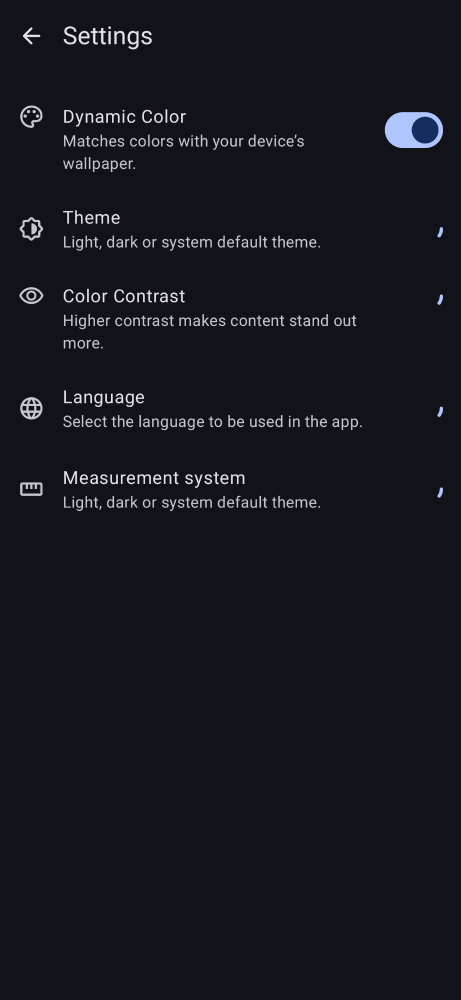 Settings
Dynamic Color
Matches colors with your device’s
wallpaper.
Theme
Light, dark or system default theme.
Color Contrast
Higher contrast makes content stand out
more.
Language
Select the language to be used in the app.
Measurement system
Light, dark or system default theme.